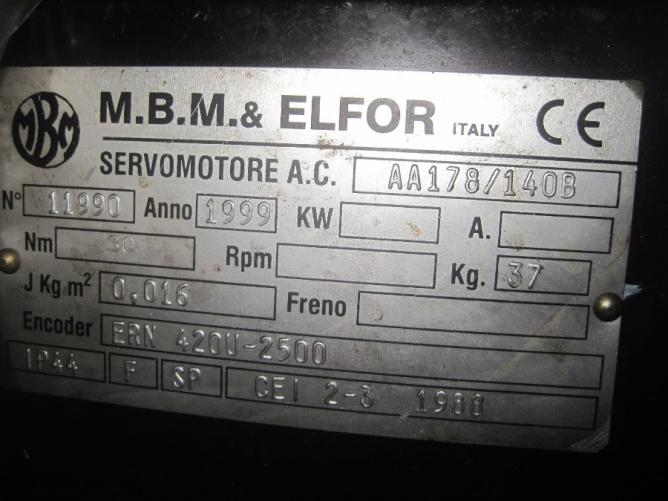 MBM M.B.M.& ELFOR ITALY CE
SERVOMOTORE A.C. AA178/140B
N° 11990 Anno 1999 KW A.
Nm 30 Rpm Kg. 37
J Kg m² 0,016 Freno
Encoder ERN 420U-2500
IP44 F SP CEI 2-3 1988